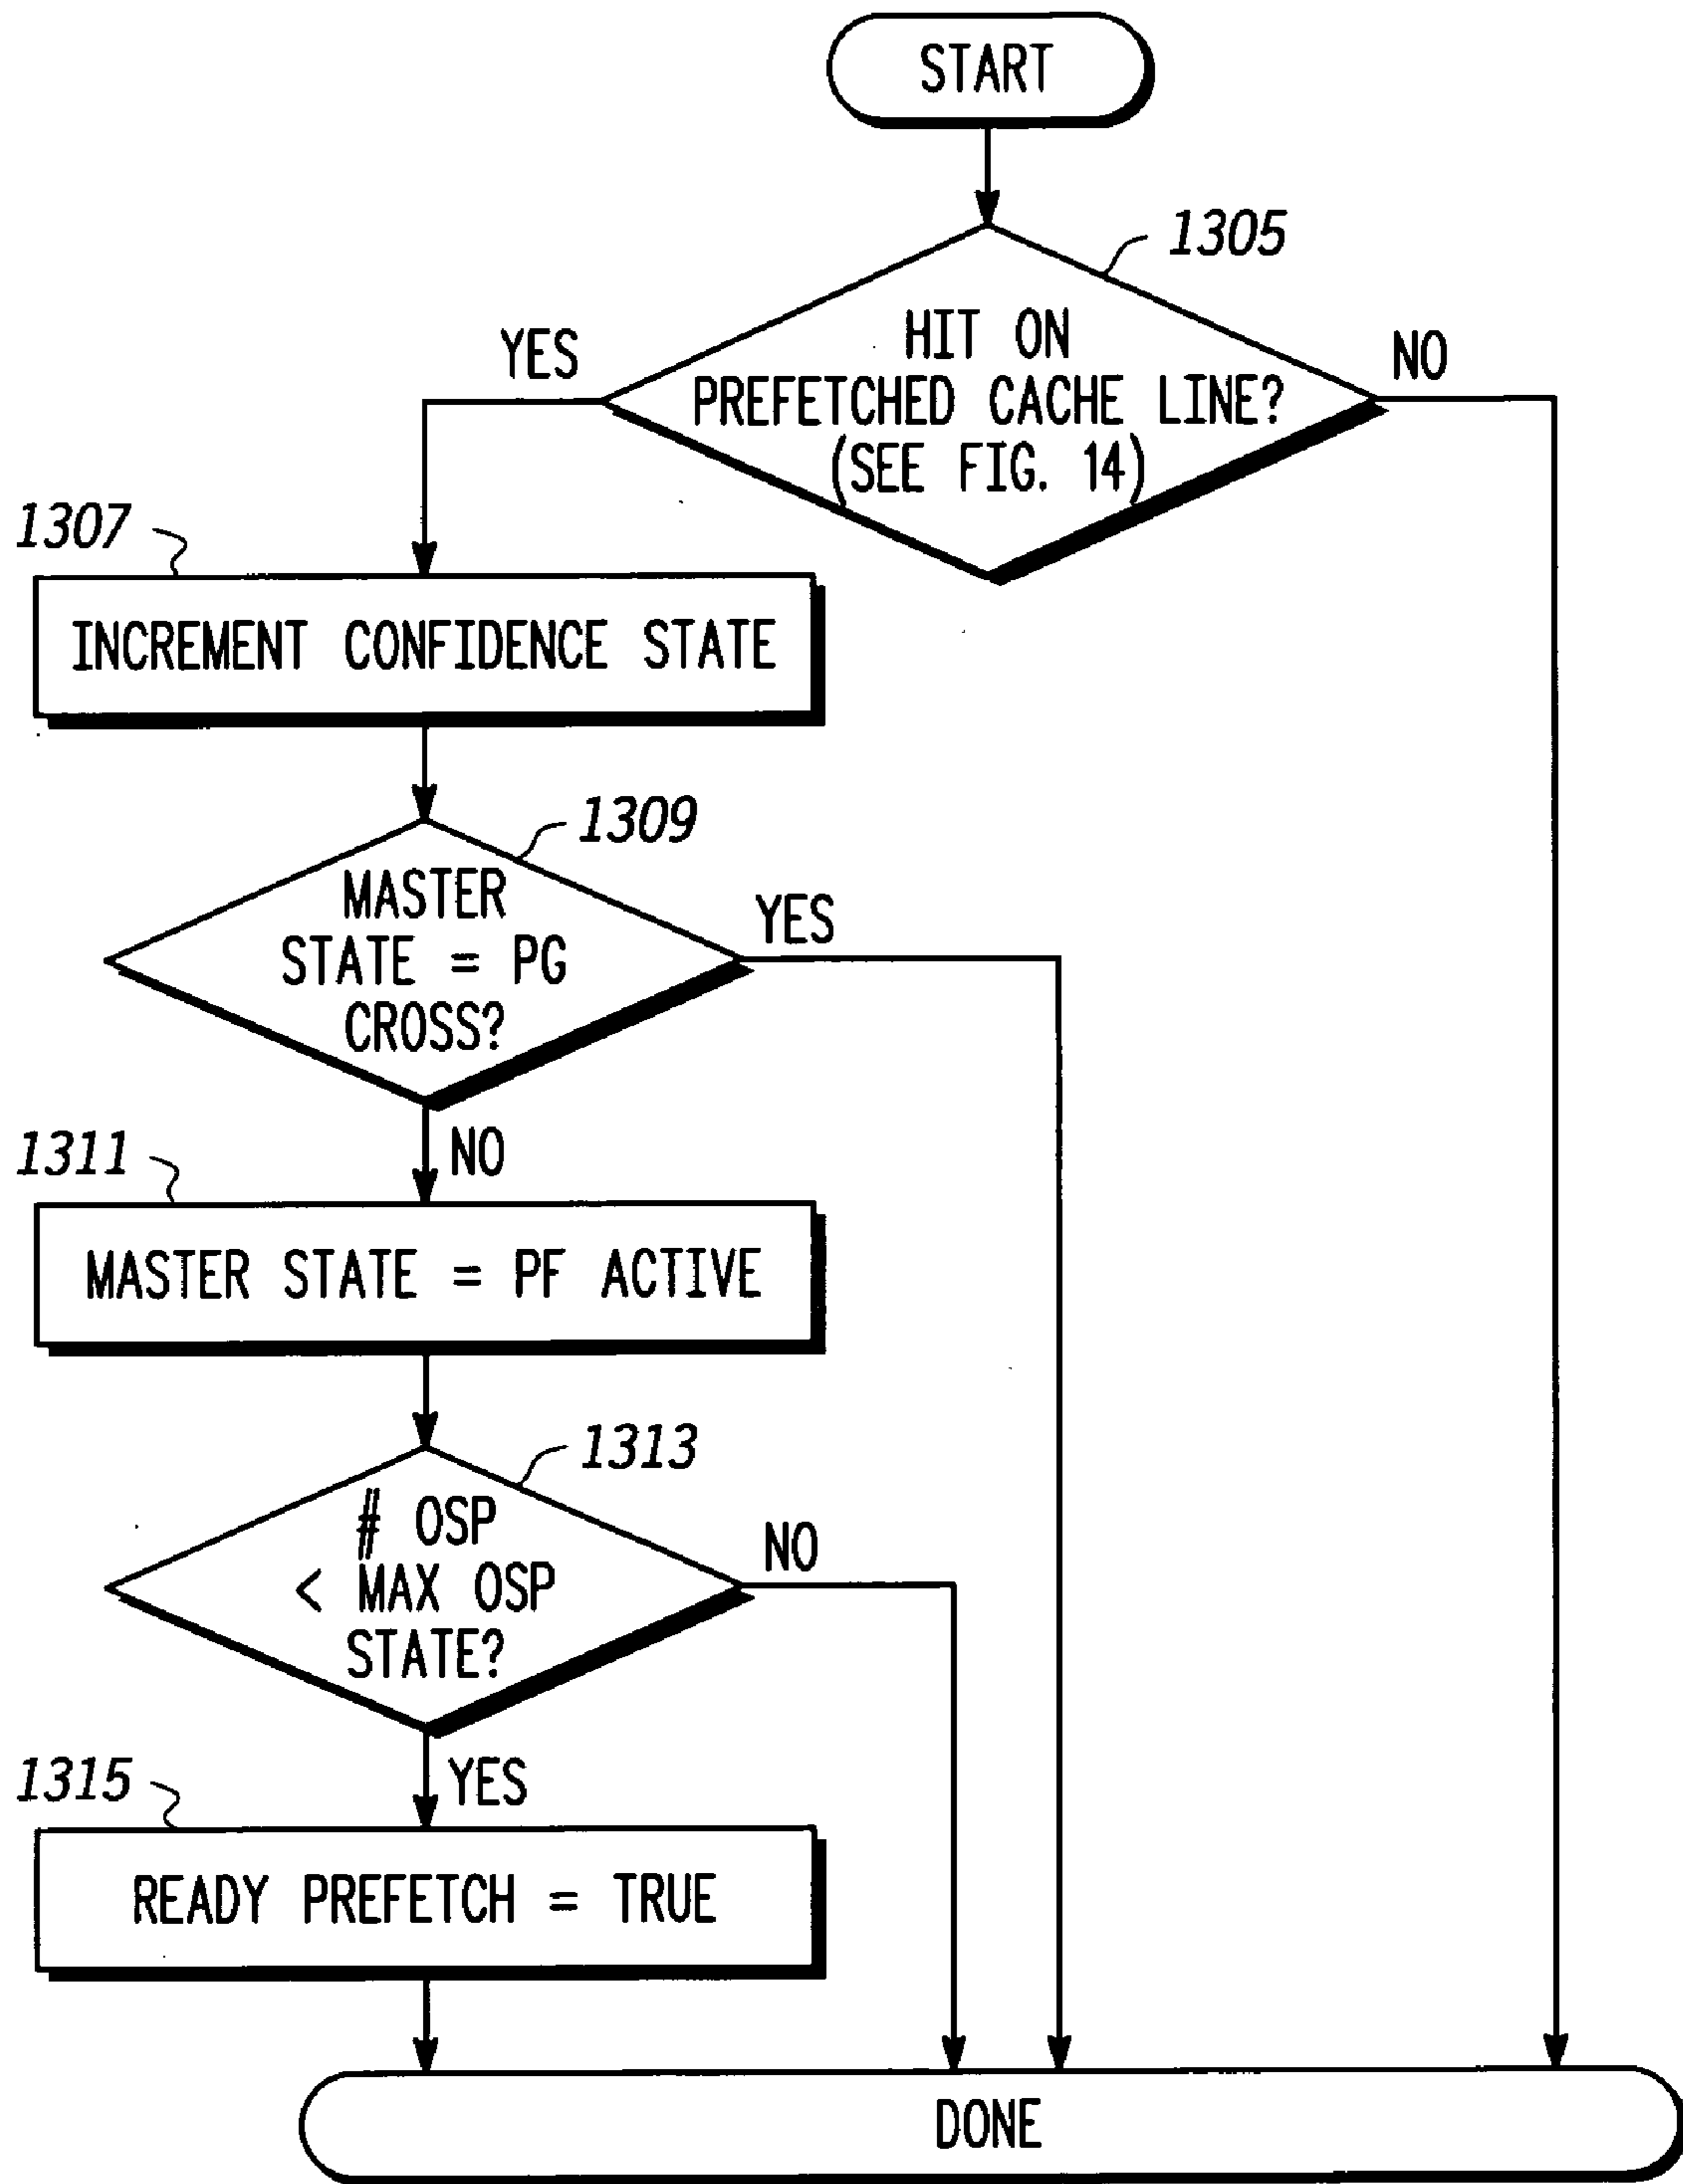 START
1305
HIT ON
PREFETCHED CACHE LINE?
(SEE FIG. 14)
YES
NO
1307
INCREMENT CONFIDENCE STATE
1309
MASTER
STATE = PG
CROSS?
YES
NO
1311
MASTER STATE = PF ACTIVE
1313
# OSP
< MAX OSP
STATE?
NO
YES
1315
READY PREFETCH = TRUE
DONE